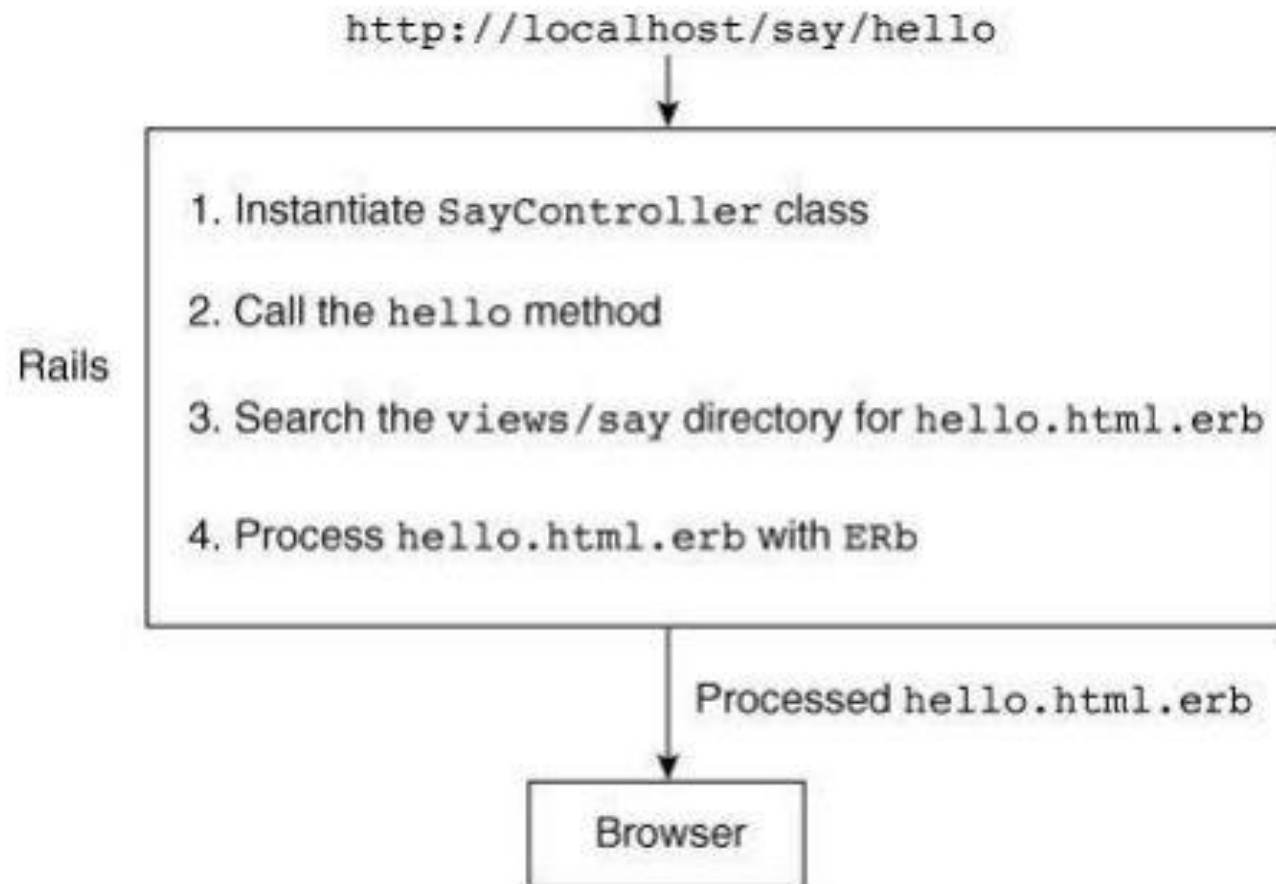 http://localhost/say/hello
1. Instantiate SayController class
2. Call the hello method
Rails
3. Search the views/say directory for hello.html.erb
4. Process hello.html.erb with ERb
Processed hello.html.erb
Browser